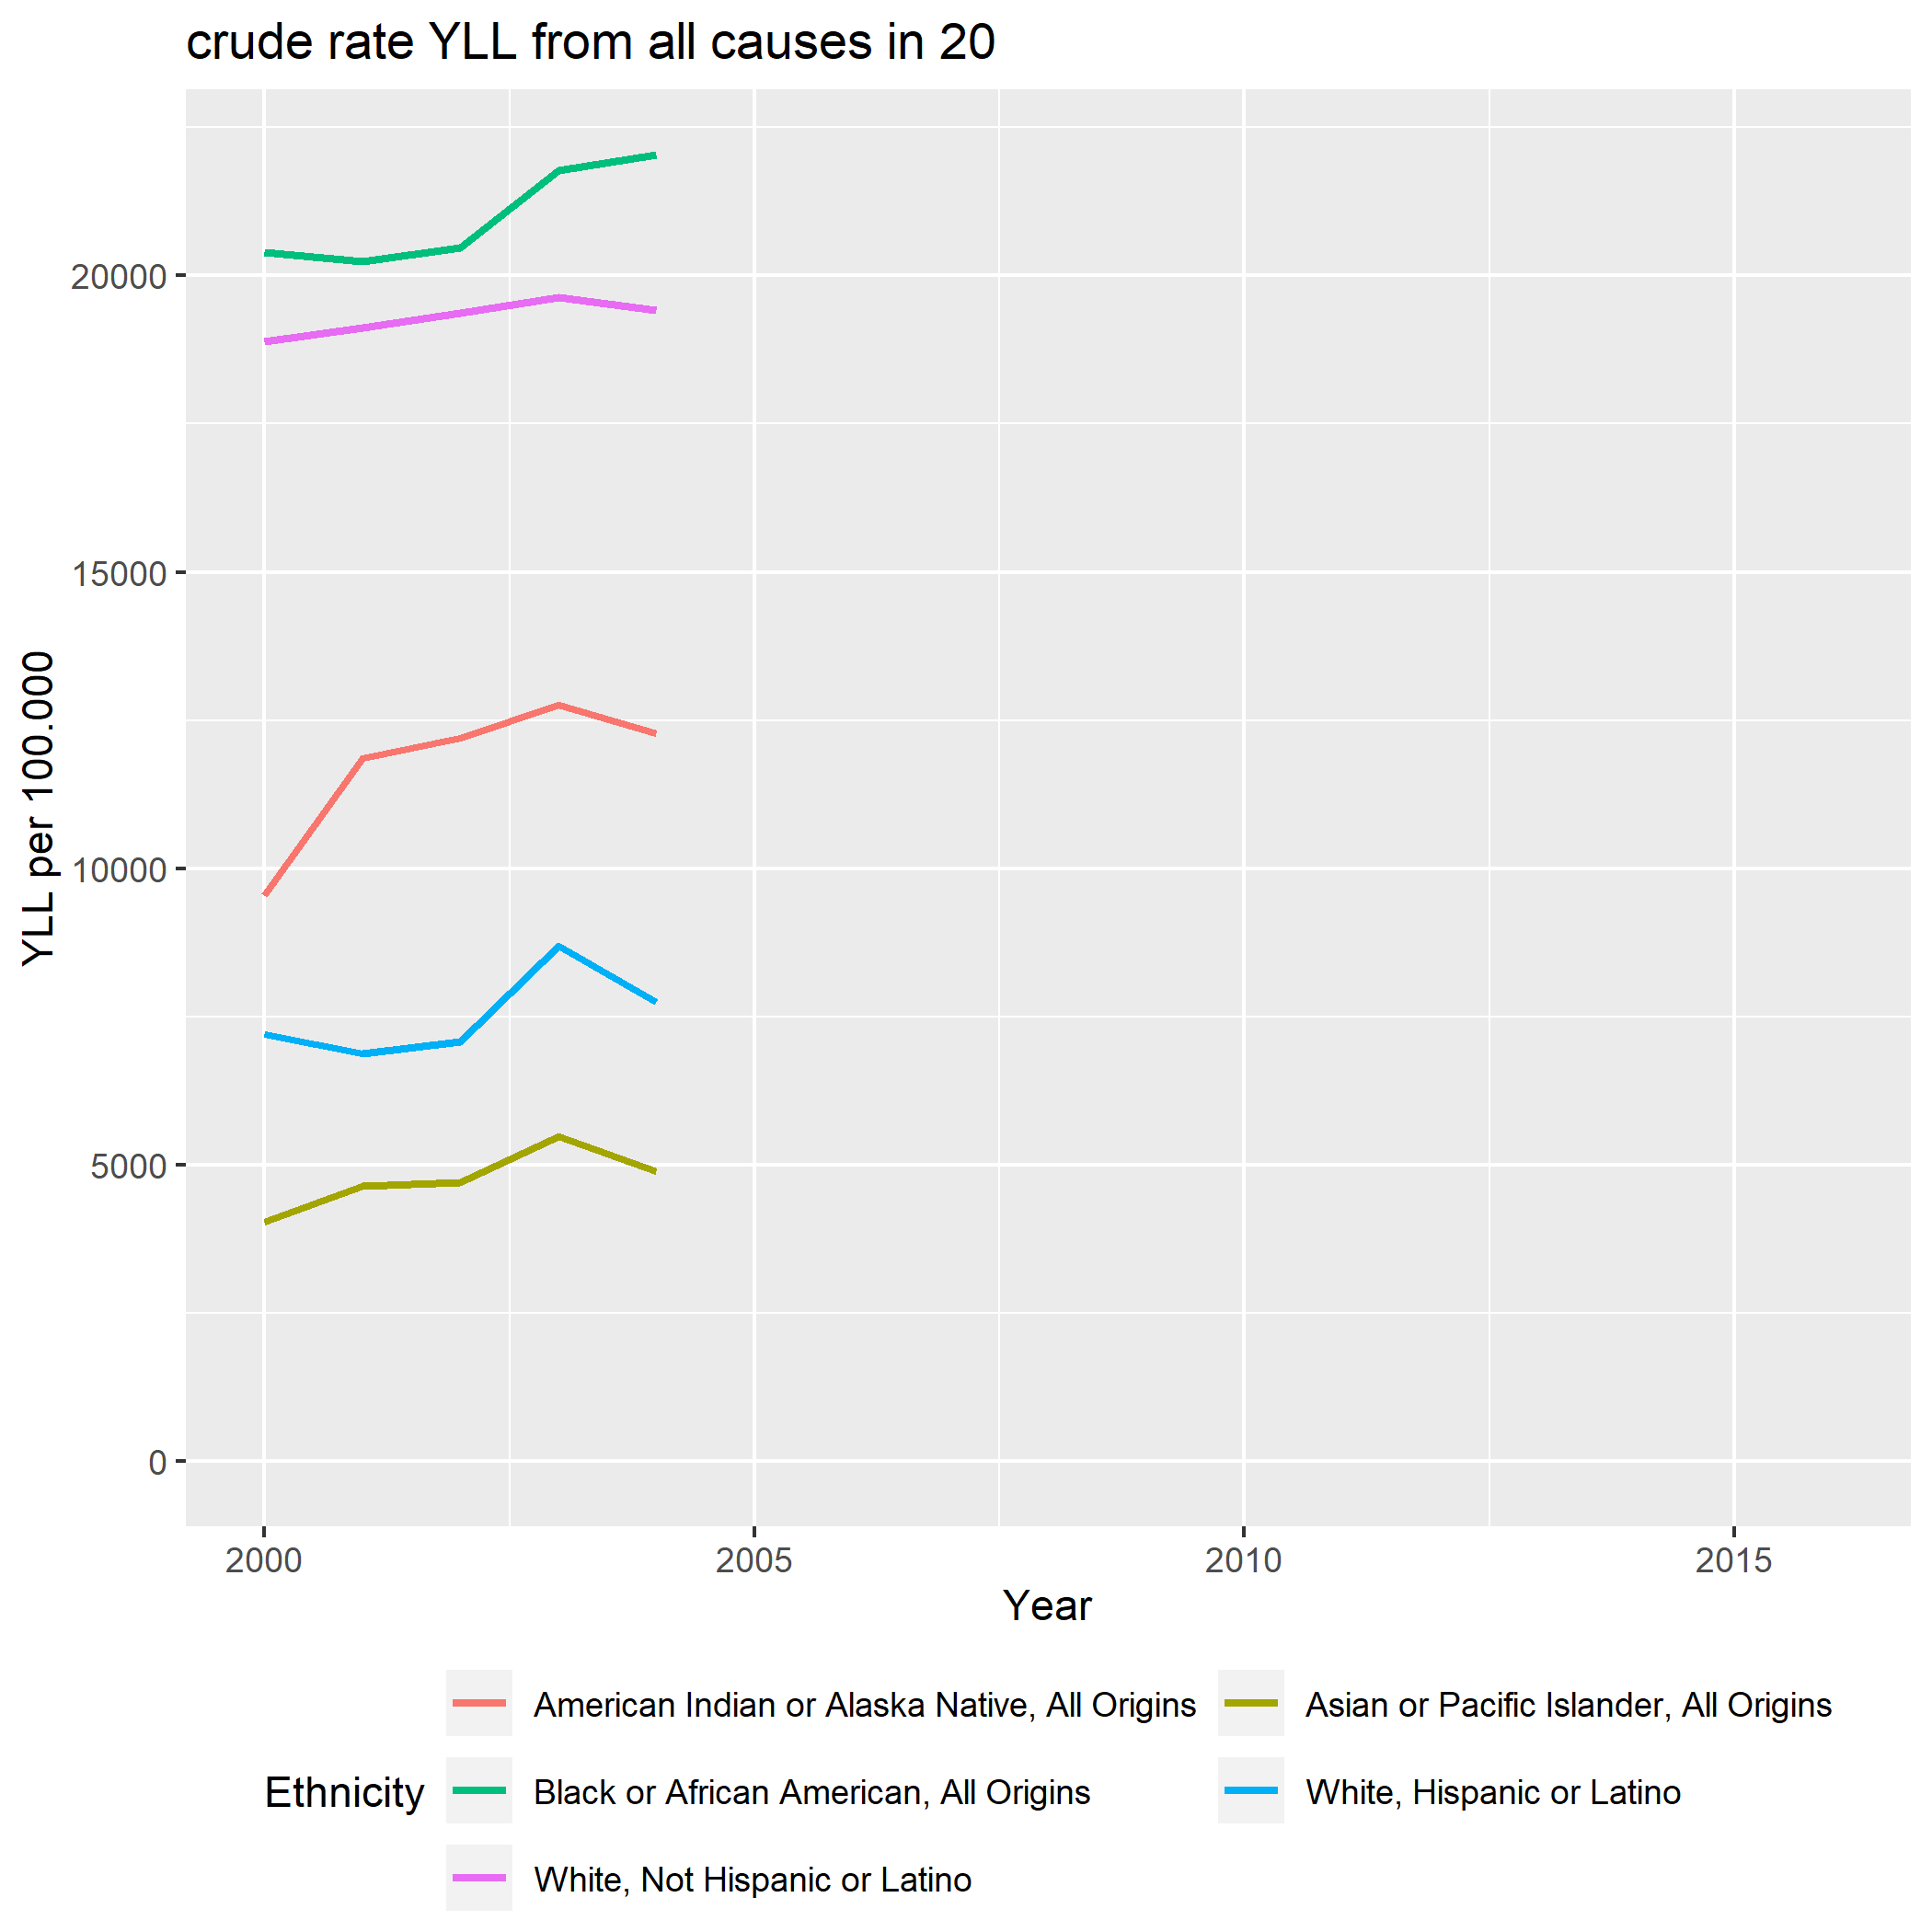 crude rate YLL from all causes in 20
YLL per 100.000
20000
15000
10000
5000
0
2000 2005 2010 2015
Year
Ethnicity
American Indian or Alaska Native, All Origins
Asian or Pacific Islander, All Origins
Black or African American, All Origins
White, Hispanic or Latino
White, Not Hispanic or Latino